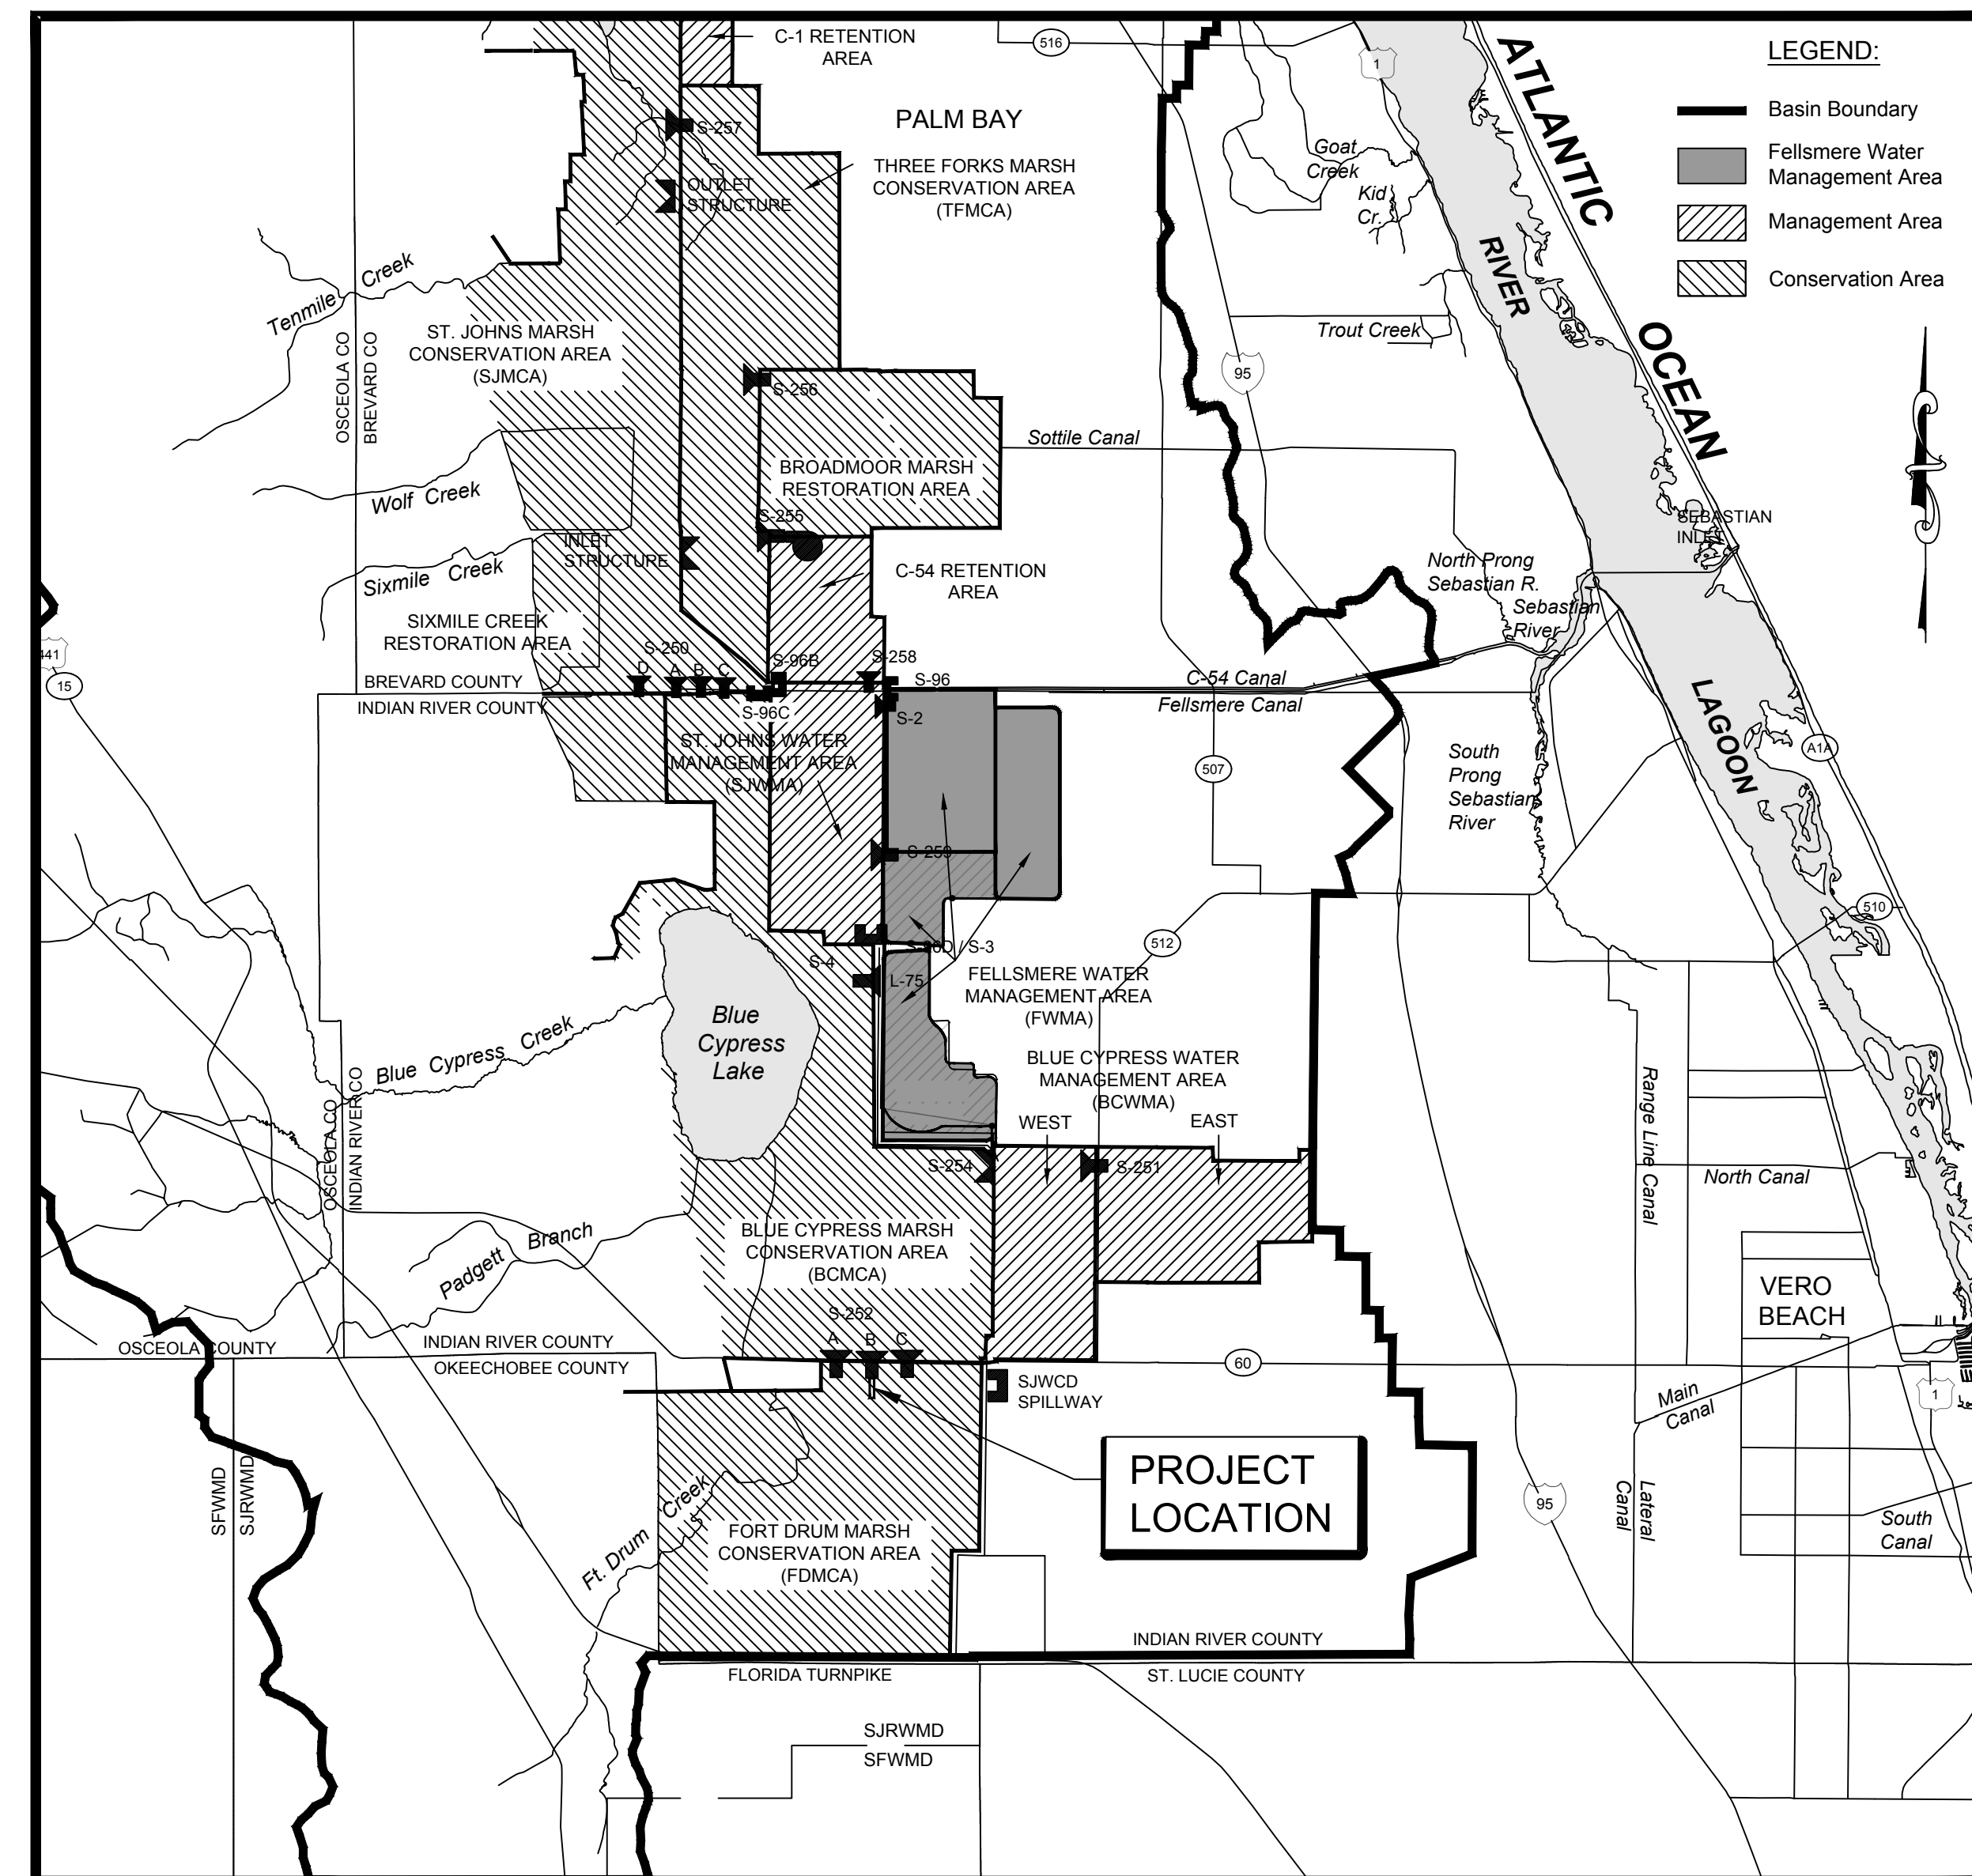 C-1 RETENTION
AREA
516
1
ATLANTIC
OCEAN
LEGEND:
Basin Boundary
Fellsmere Water
Management Area
Management Area
Conservation Area
PALM BAY
S-257
THREE FORKS MARSH
CONSERVATION AREA
(TFMCA)
OUTLET
STRUCTURE
Goat
Creek
Kid
Cr.
RIVER
Tenmile Creek
OSCEOLA CO
BREVARD CO
ST. JOHNS MARSH
CONSERVATION AREA
(SJMCA)
Trout Creek
95
S-256
Sottile Canal
BROADMOOR MARSH
RESTORATION AREA
Wolf Creek
S-255
SEBASTIAN
INLET
INLET
STRUCTURE
Sixmile Creek
C-54 RETENTION
AREA
North Prong
Sebastian R.
Sebastian
River
SIXMILE CREEK
RESTORATION AREA
441
15
S-250
D
A
B
C
S-96B
S-258
BREVARD COUNTY
INDIAN RIVER COUNTY
S-96
C-54 Canal
Fellsmere Canal
S-96C
S-2
ST. JOHNS WATER
MANAGEMENT AREA
(SJWMA)
LAGOON
A1A
507
South
Prong
Sebastian
River
S-259
510
512
S-96D / S-3
S-4
L-75
FELLSMERE WATER
MANAGEMENT AREA
(FWMA)
Blue
Cypress
Lake
Blue Cypress Creek
BLUE CYPRESS WATER
MANAGEMENT AREA
(BCWMA)
WEST
EAST
OSCEOLA CO
INDIAN RIVER CO
Range Line Canal
S-254
S-251
North Canal
Padgett Branch
BLUE CYPRESS MARSH
CONSERVATION AREA
(BCMCA)
VERO
BEACH
S-252
A
B
C
OSCEOLA COUNTY
INDIAN RIVER COUNTY
OKEECHOBEE COUNTY
60
SJWCD
SPILLWAY
Main
Canal
1
PROJECT
LOCATION
SFWMD
SJRWMD
Ft. Drum Creek
95
Lateral
Canal
South
Canal
FORT DRUM MARSH
CONSERVATION AREA
(FDMCA)
INDIAN RIVER COUNTY
FLORIDA TURNPIKE
ST. LUCIE COUNTY
SJRWMD
SFWMD